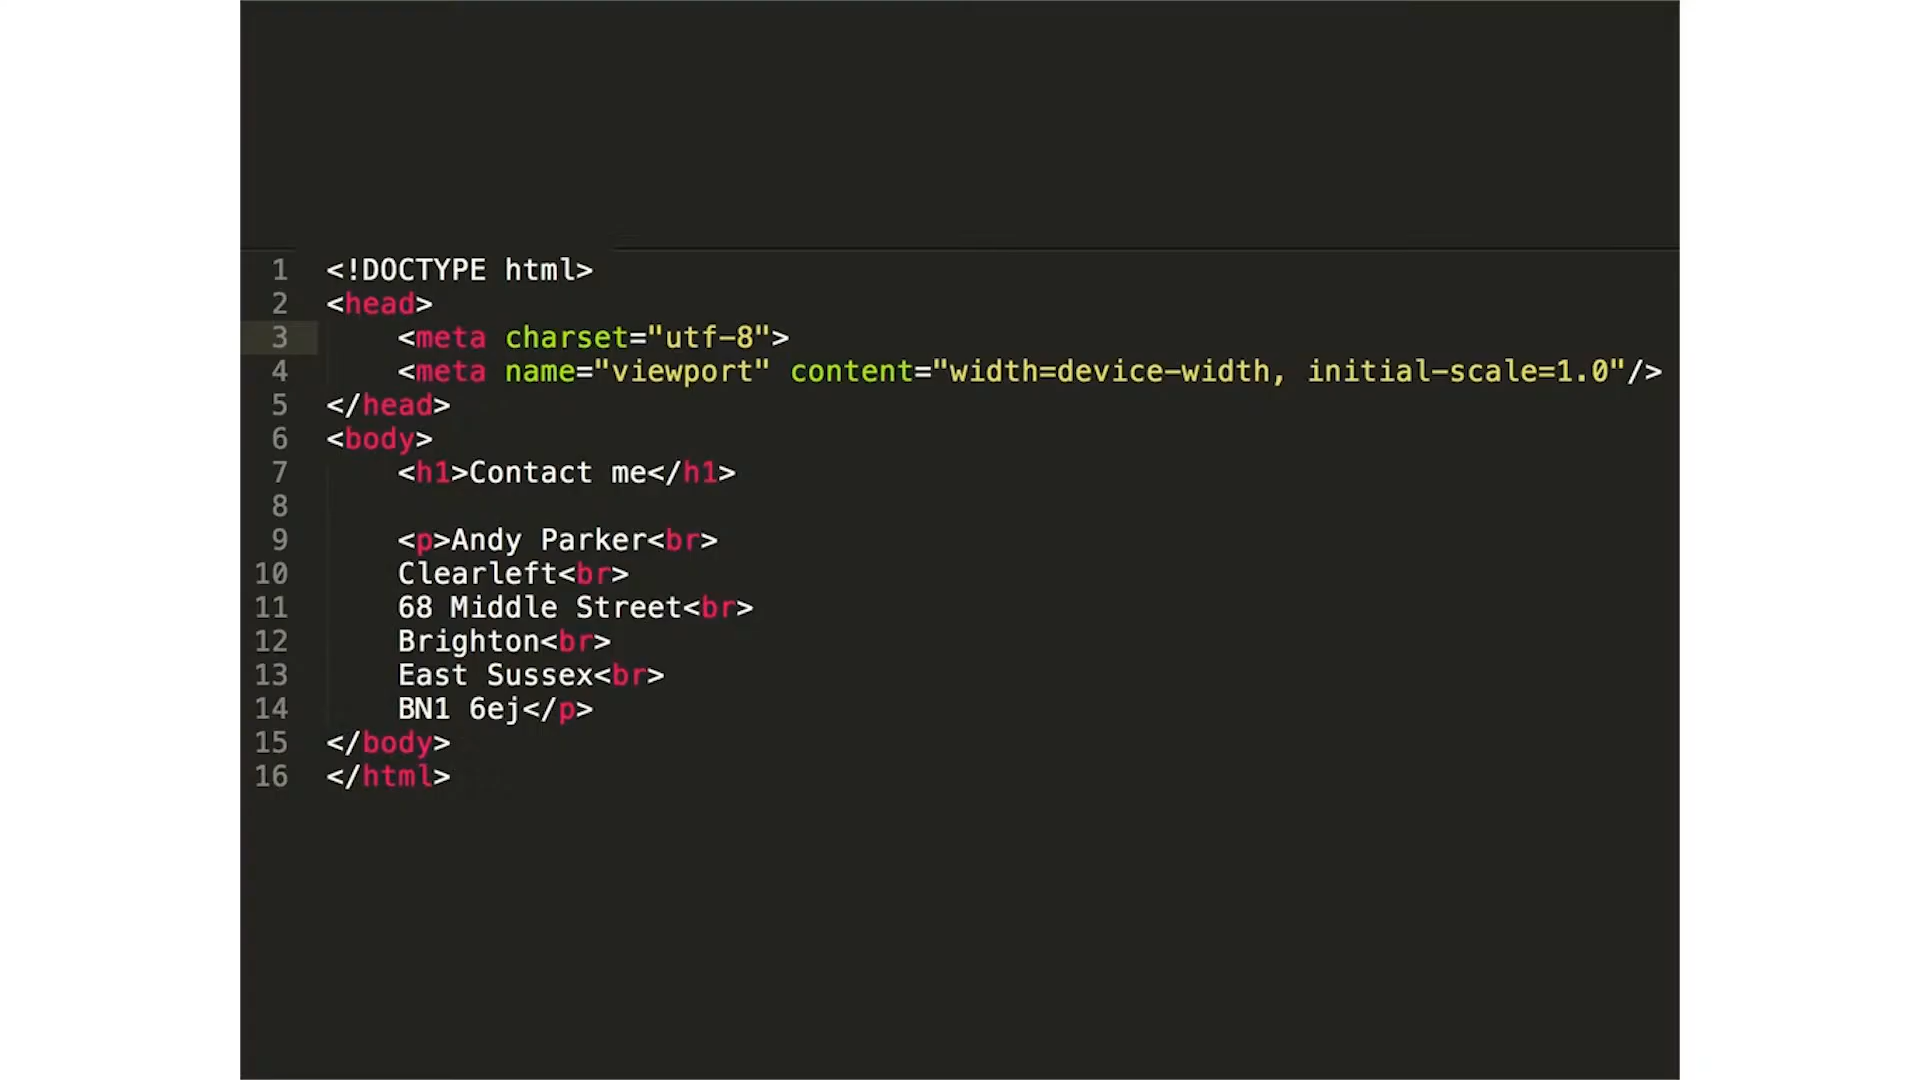 1 <!DOCTYPE html>
2 <head>
3 <meta charset="utf-8">
4 <meta name="viewport" content="width=device-width, initial-scale=1.0"/>
5 </head>
6 <body>
7 <h1>Contact me</h1>
8
9 <p>Andy Parker<br>
10 Clearleft<br>
11 68 Middle Street<br>
12 Brighton<br>
13 East Sussex<br>
14 BN1 6ej</p>
15 </body>
16 </html>